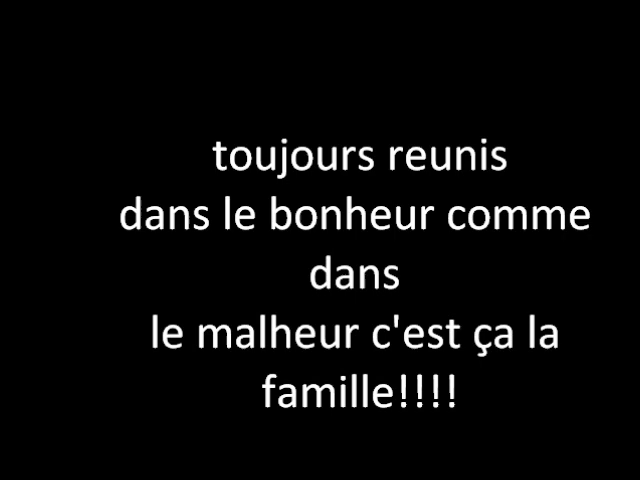 toujours reunis
dans le bonheur comme
dans
le malheur c'est ça la
famille!!!!